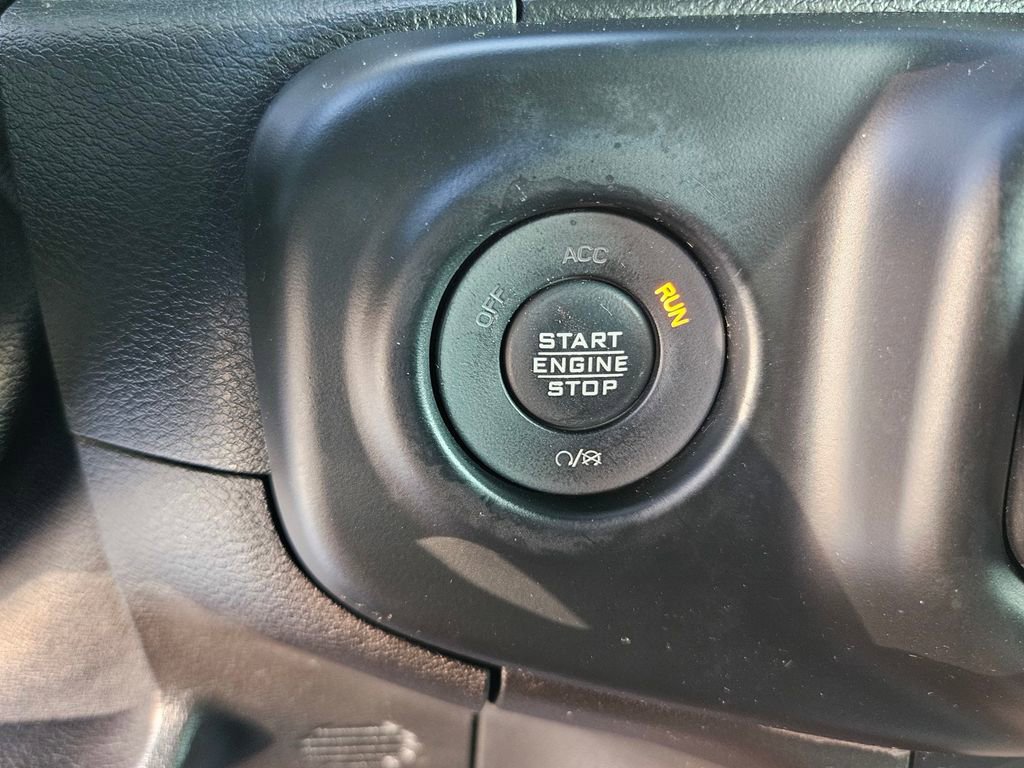 ACC
OFF
RUN
START
ENGINE
STOP